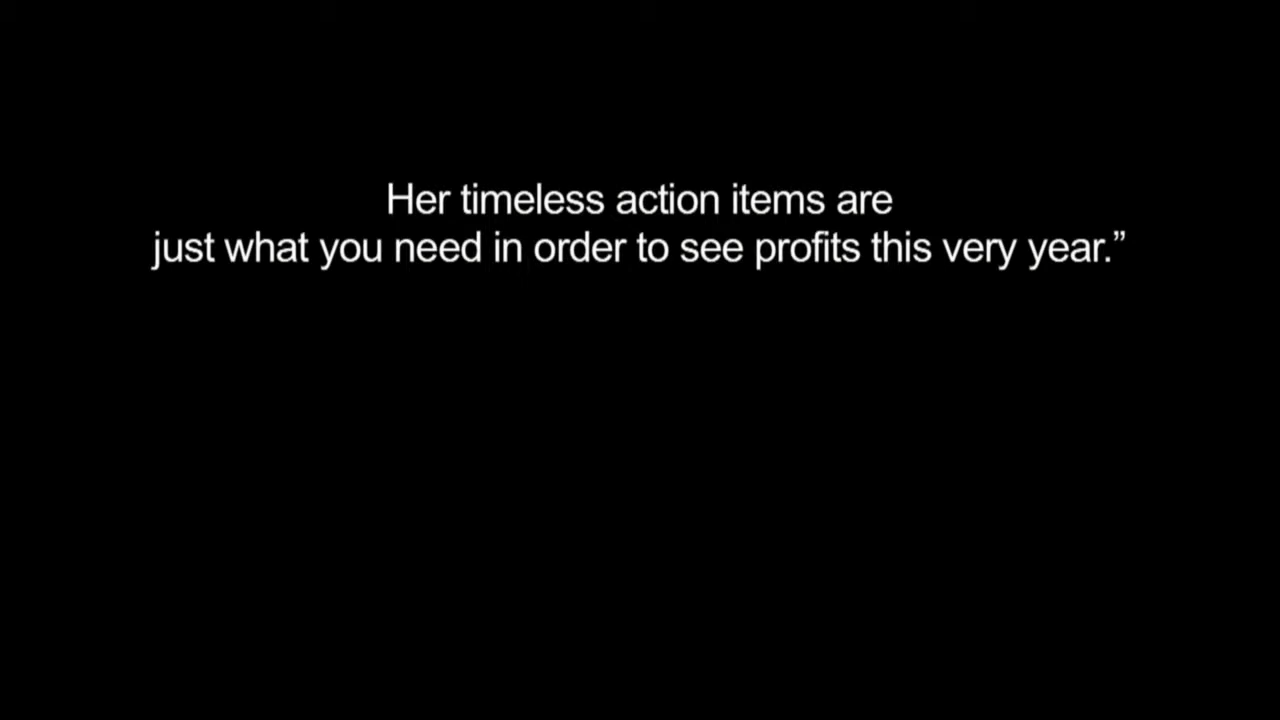 Her timeless action items are
just what you need in order to see profits this very year.”